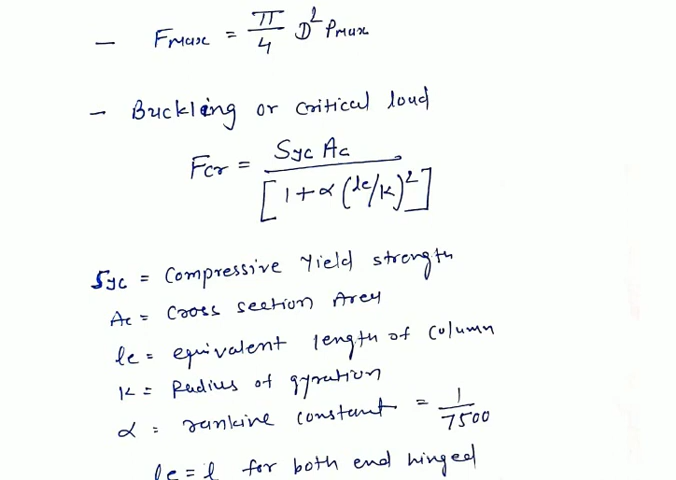 — Fmax = π/4 D² Pmax
— Buckling or critical load
Fcr = Syc Ac / [1+α (le/k)²]
Syc = Compressive Yield strength
Ac = Cross section Area
le = equivalent length of column
k = Radius of gyration
α = rankine constant = 1/7500
le = l for both end hinged